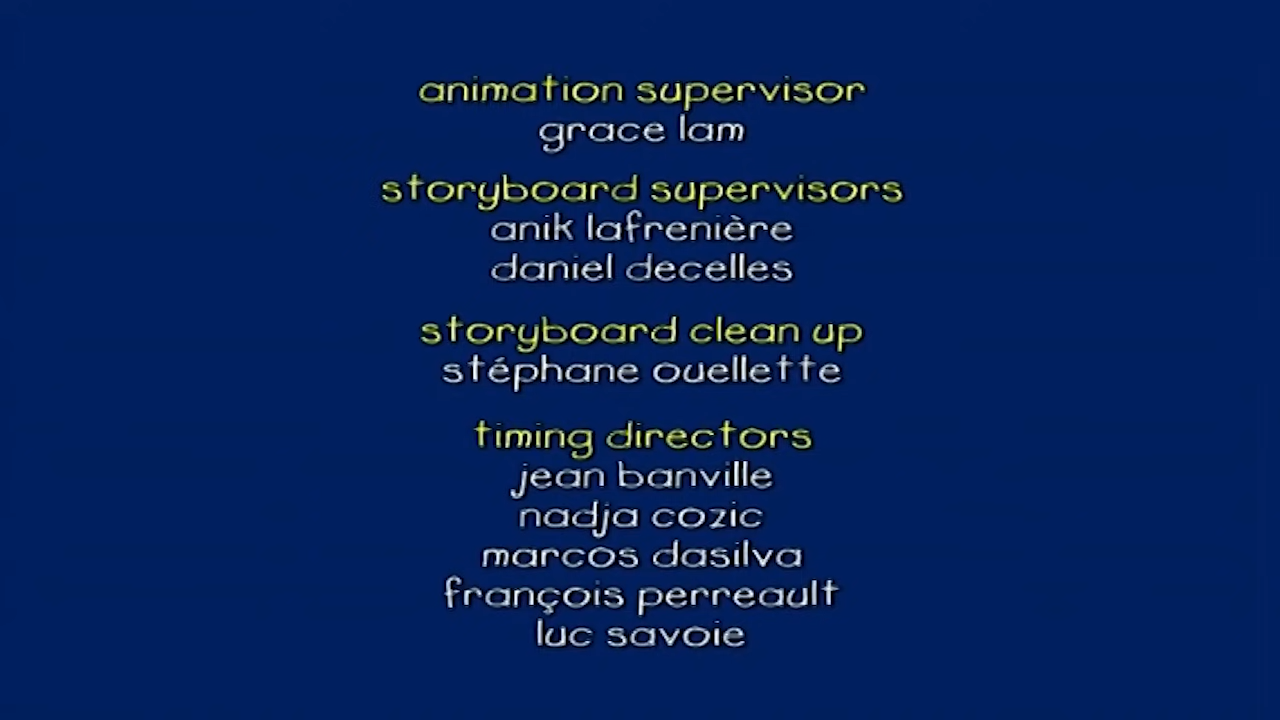 animation supervisor
grace lam
storyboard supervisors
anik lafrenière
daniel decelles
storyboard clean up
stéphane ouellette
timing directors
jean banville
nadja cozic
marcos dasilva
françois perreault
luc savoie